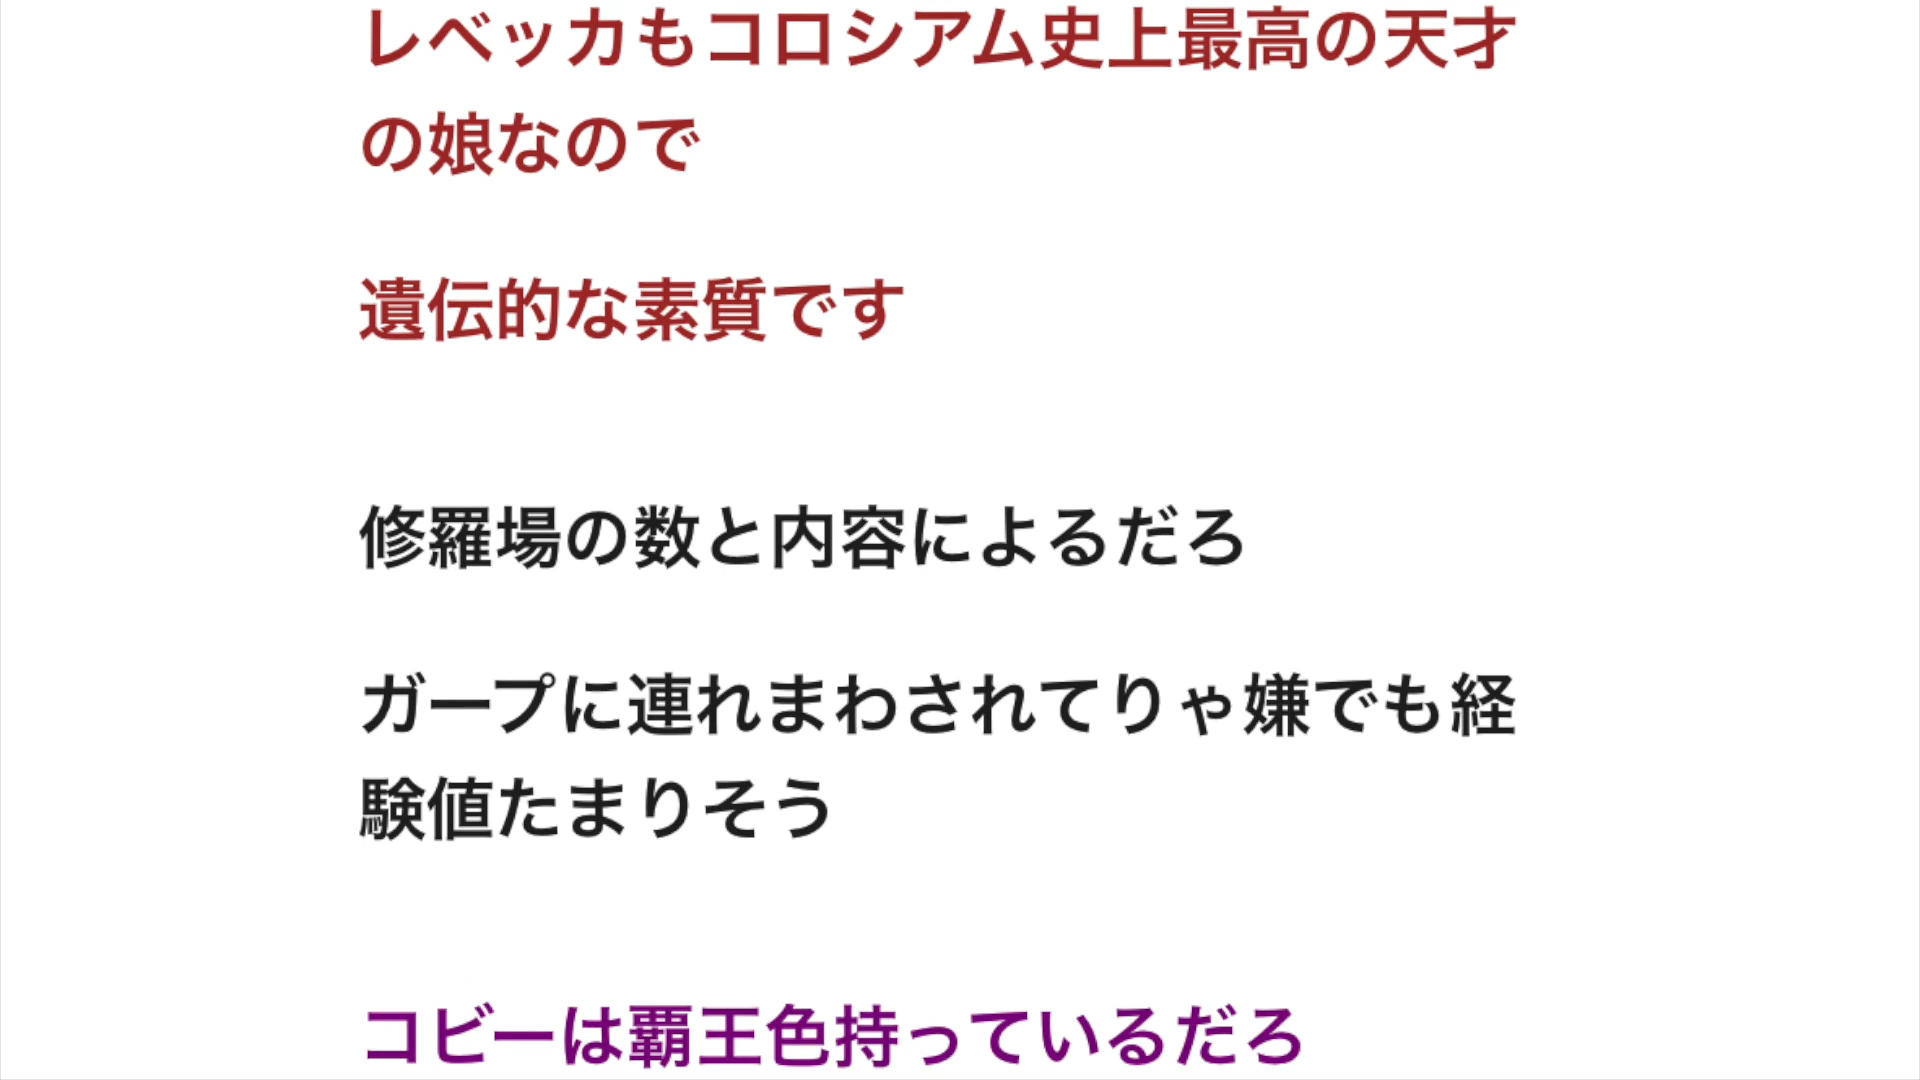 レベッカもコロシアム史上最高の天才
の娘なので
遺伝的な素質です
修羅場の数と内容によるだろ
ガープに連れまわされてりゃ嫌でも経
験値たまりそう
コビーは覇王色持っているだろ